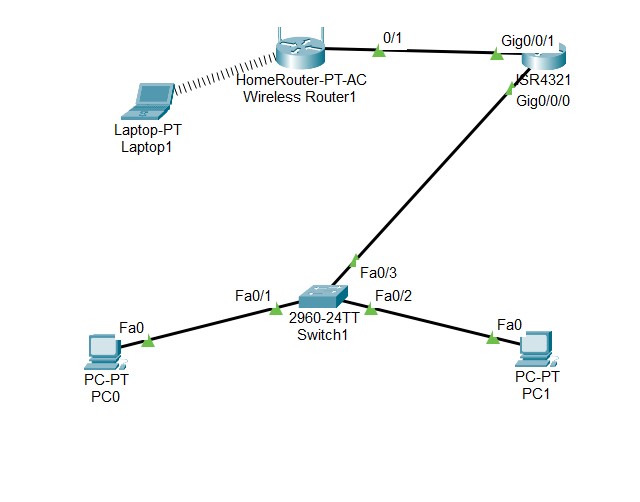 0/1
Gig0/0/1
HomeRouter-PT-AC
Wireless Router1
ISR4321
Gig0/0/0
Laptop-PT
Laptop1
Fa0/3
Fa0/1
Fa0/2
2960-24TT
Switch1
Fa0
Fa0
PC-PT
PC0
PC-PT
PC1